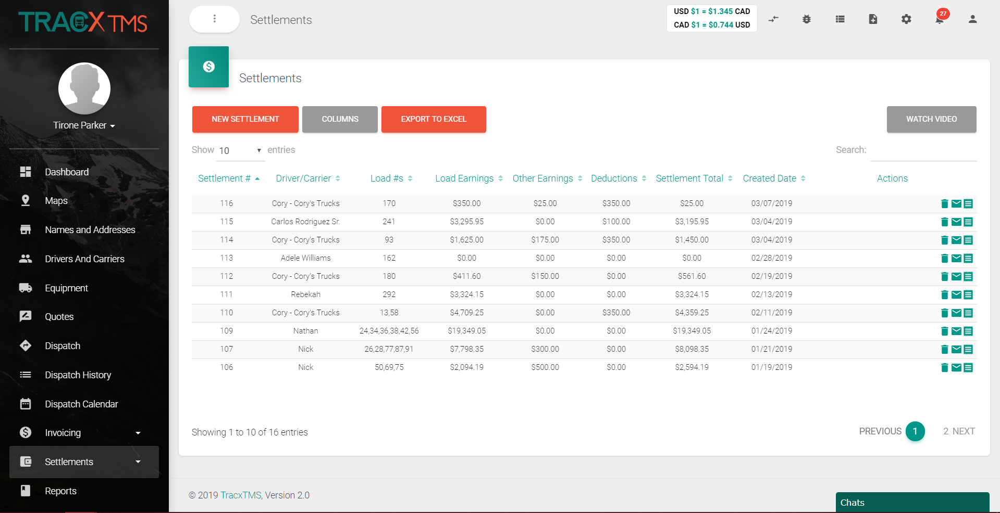 TRACX TMS
Tirone Parker
Dashboard
Maps
Names and Addresses
Drivers And Carriers
Equipment
Quotes
Dispatch
Dispatch History
Dispatch Calendar
Invoicing
Settlements
Reports
Settlements
USD $1 = $1.345 CAD
CAD $1 = $0.744 USD
27
Settlements
NEW SETTLEMENT COLUMNS EXPORT TO EXCEL WATCH VIDEO
Show 10 entries Search:
Settlement # Driver/Carrier Load #s Load Earnings Other Earnings Deductions Settlement Total Created Date Actions
116 Cory - Cory's Trucks 170 $350.00 $25.00 $350.00 $25.00 03/07/2019
115 Carlos Rodriguez Sr. 241 $3,295.95 $0.00 $100.00 $3,195.95 03/04/2019
114 Cory - Cory's Trucks 93 $1,625.00 $175.00 $350.00 $1,450.00 03/04/2019
113 Adele Williams 162 $0.00 $0.00 $0.00 $0.00 02/28/2019
112 Cory - Cory's Trucks 180 $411.60 $150.00 $0.00 $561.60 02/19/2019
111 Rebekah 292 $3,324.15 $0.00 $0.00 $3,324.15 02/13/2019
110 Cory - Cory's Trucks 13,58 $4,709.25 $0.00 $350.00 $4,359.25 02/11/2019
109 Nathan 24,34,36,38,42,56 $19,349.05 $0.00 $0.00 $19,349.05 01/24/2019
107 Nick 26,28,77,87,91 $7,798.35 $300.00 $0.00 $8,098.35 01/21/2019
106 Nick 50,69,75 $2,094.19 $500.00 $0.00 $2,594.19 01/19/2019
Showing 1 to 10 of 16 entries
PREVIOUS 1 2 NEXT
© 2019 TracxTMS, Version 2.0
Chats